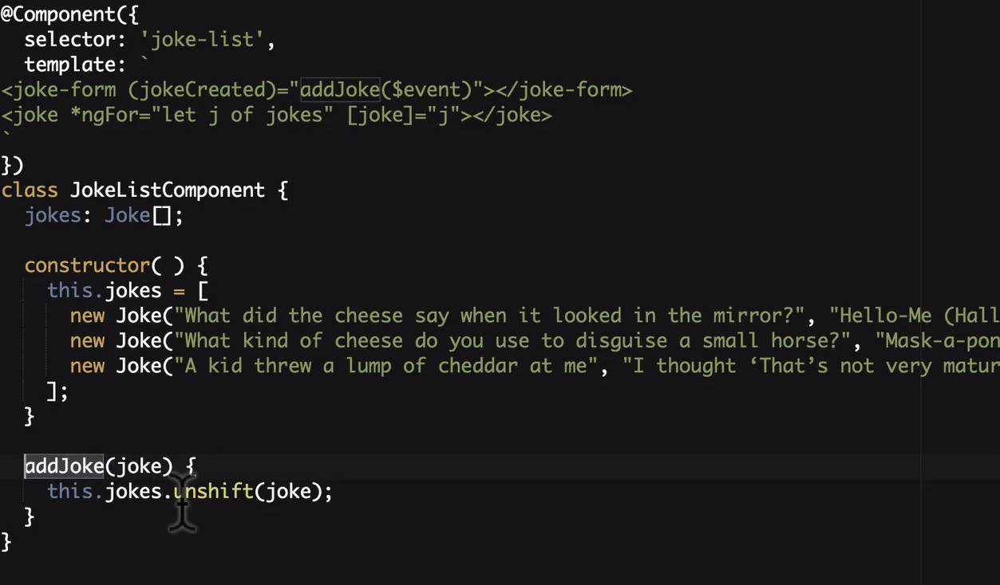 @Component({
  selector: 'joke-list',
  template: `
<joke-form (jokeCreated)="addJoke($event)"></joke-form>
<joke *ngFor="let j of jokes" [joke]="j"></joke>
`
})
class JokeListComponent {
  jokes: Joke[];
  constructor( ) {
    this.jokes = [
      new Joke("What did the cheese say when it looked in the mirror?", "Hello-Me (Hall
      new Joke("What kind of cheese do you use to disguise a small horse?", "Mask-a-pon
      new Joke("A kid threw a lump of cheddar at me", "I thought ‘That’s not very matur
    ];
  }
  addJoke(joke) {
    this.jokes.unshift(joke);
  }
}